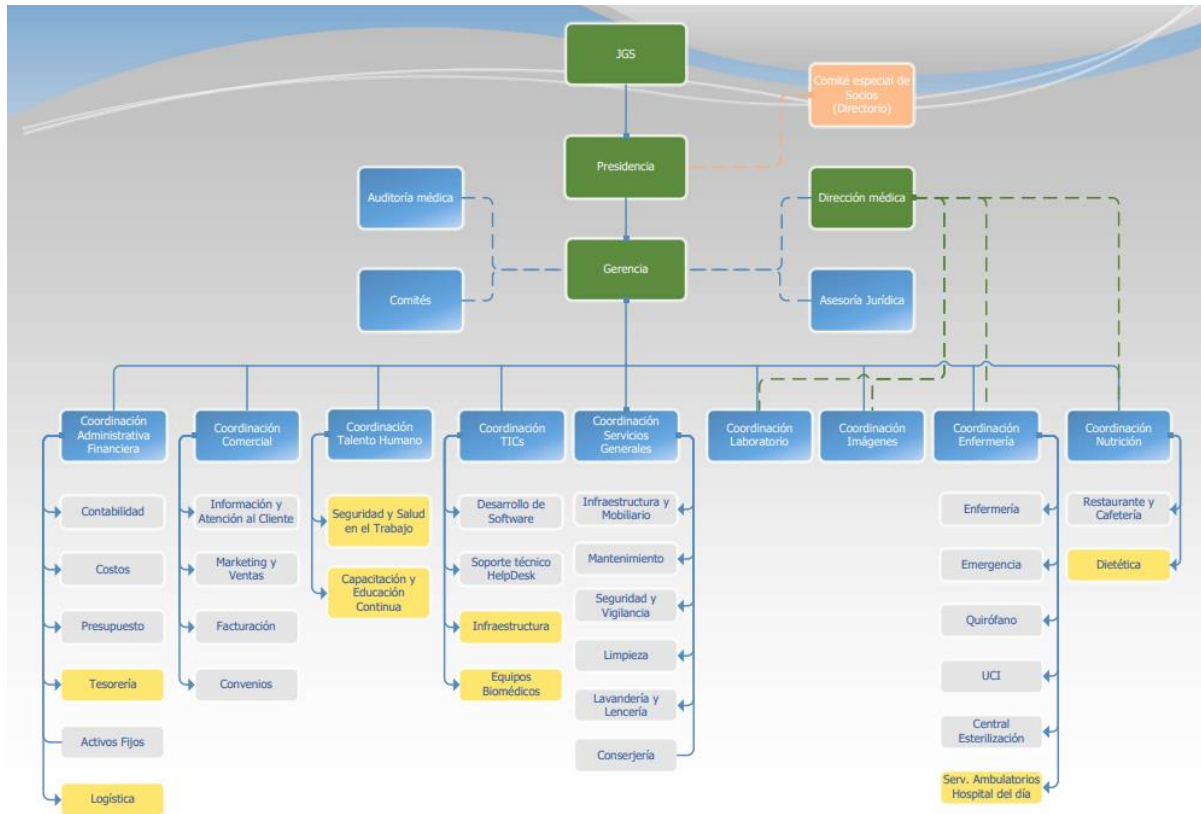 JGS
Comité especial de
Socios
(Directorio)
Presidencia
Auditoría médica
Dirección médica
Gerencia
Comités
Asesoría Jurídica
Coordinación
Administrativa
Financiera
Coordinación
Comercial
Coordinación
Talento Humano
Coordinación
TICs
Coordinación
Servicios
Generales
Coordinación
Laboratorio
Coordinación
Imágenes
Coordinación
Enfermería
Coordinación
Nutrición
Contabilidad
Costos
Presupuesto
Tesorería
Activos Fijos
Logística
Información y
Atención al Cliente
Marketing y
Ventas
Facturación
Convenios
Seguridad y Salud
en el Trabajo
Capacitación y
Educación
Continua
Desarrollo de
Software
Soporte técnico
HelpDesk
Infraestructura
Equipos
Biomédicos
Infraestructura y
Mobiliario
Mantenimiento
Seguridad y
Vigilancia
Limpieza
Lavandería y
Lencería
Conserjería
Enfermería
Emergencia
Quirófano
UCI
Central
Esterilización
Serv. Ambulatorios
Hospital del día
Restaurante y
Cafetería
Dietética